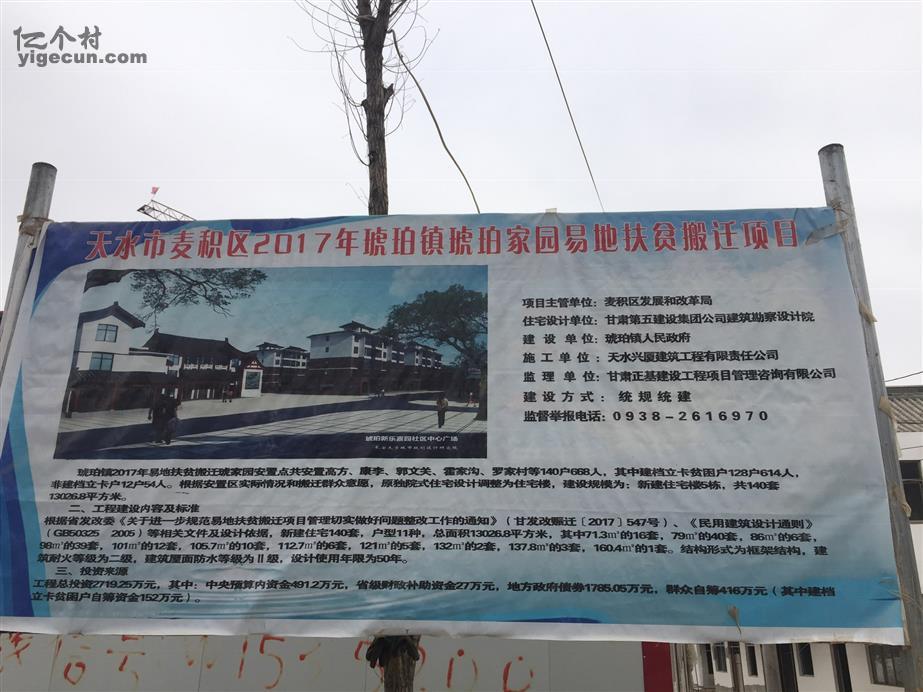 亿个村
yigecun.com
天水市麦积区2017年琥珀镇琥珀家园易地扶贫搬迁项目
项目主管单位：麦积区发展和改革局
住宅设计单位：甘肃第五建设集团公司建筑勘察设计院
建设单位：琥珀镇人民政府
施工单位：天水兴厦建筑工程有限责任公司
监理单位：甘肃正基建设工程项目管理咨询有限公司
建设方式：统规统建
监督举报电话：0938-2616970
琥珀新乐嘉园社区中心广场
琥珀镇2017年易地扶贫搬迁琥家园安置点共安置高方、康李、郭文关、霍家沟、罗家村等140户668人，其中建档立卡贫困户128户614人，
非建档立卡12户54人。根据安置区实际情况和搬迁群众意愿，原独院式住宅设计调整为住宅楼，建设规模为：新建住宅楼5栋，共140套
13026.8平方米。
二、工程建设内容及标准
根据省发改委《关于进一步规范易地扶贫搬迁项目管理切实做好问题整改工作的通知》（甘发改赈迁［2017］547号）、《民用建筑设计通则》
（GB50325 2005）等相关文件及设计依据，新建住宅140套，户型11种，总面积13026.8平方米，其中71.3㎡的16套，79㎡的40套，86㎡的6套，
98㎡的39套，101㎡的12套，105.7㎡的10套，112.7㎡的6套，121㎡的5套，132㎡的2套，137.8㎡的3套，160.4㎡的1套。结构形式为框架结构，建
筑耐火等级为二级，建筑屋面防水等级为Ⅱ级，设计使用年限为50年。
三、投资来源
工程总投资2719.25万元，其中：中央预算内资金491.2万元，省级财政补助资金27万元，地方政府债券1785.05万元，群众自筹416万元（其中建档
立卡贫困户自筹资金152万元）。